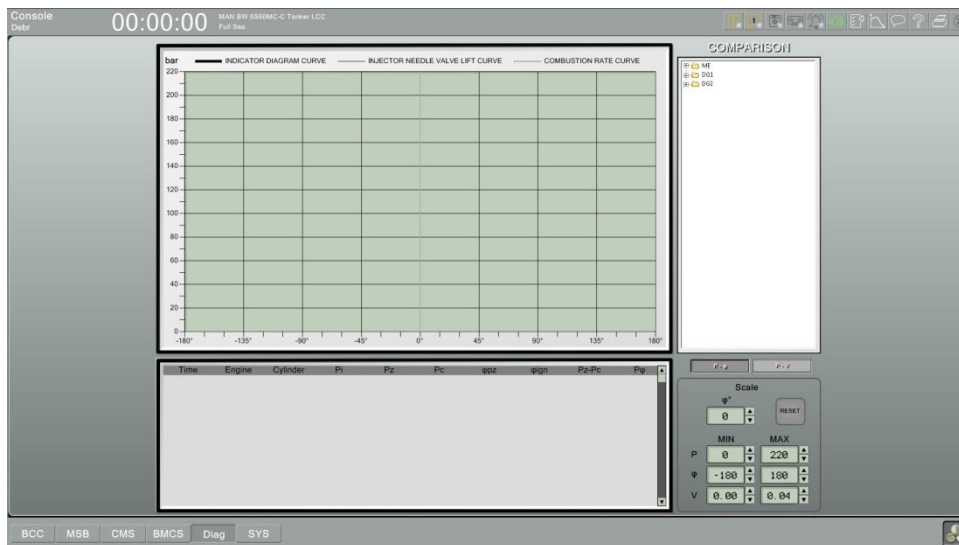 Console
Debr
00:00:00
MAN BW 6S60MC-C Tanker LCC
Full Sea
bar
INDICATOR DIAGRAM CURVE
INJECTOR NEEDLE VALVE LIFT CURVE
COMBUSTION RATE CURVE
220
200
180
160
140
120
100
80
60
40
20
0
-180° -135° -90° -45° 0° 45° 90° 135° 180°
Time Engine Cylinder Pi Pz Pc φpz φign Pz-Pc Pφ
COMPARISON
ME
DG1
DG2
Scale
φ°
0
RESET
MIN MAX
P 0 220
φ -180 180
V 0.00 0.04
BCC MSB CMS BMCS Diag SYS